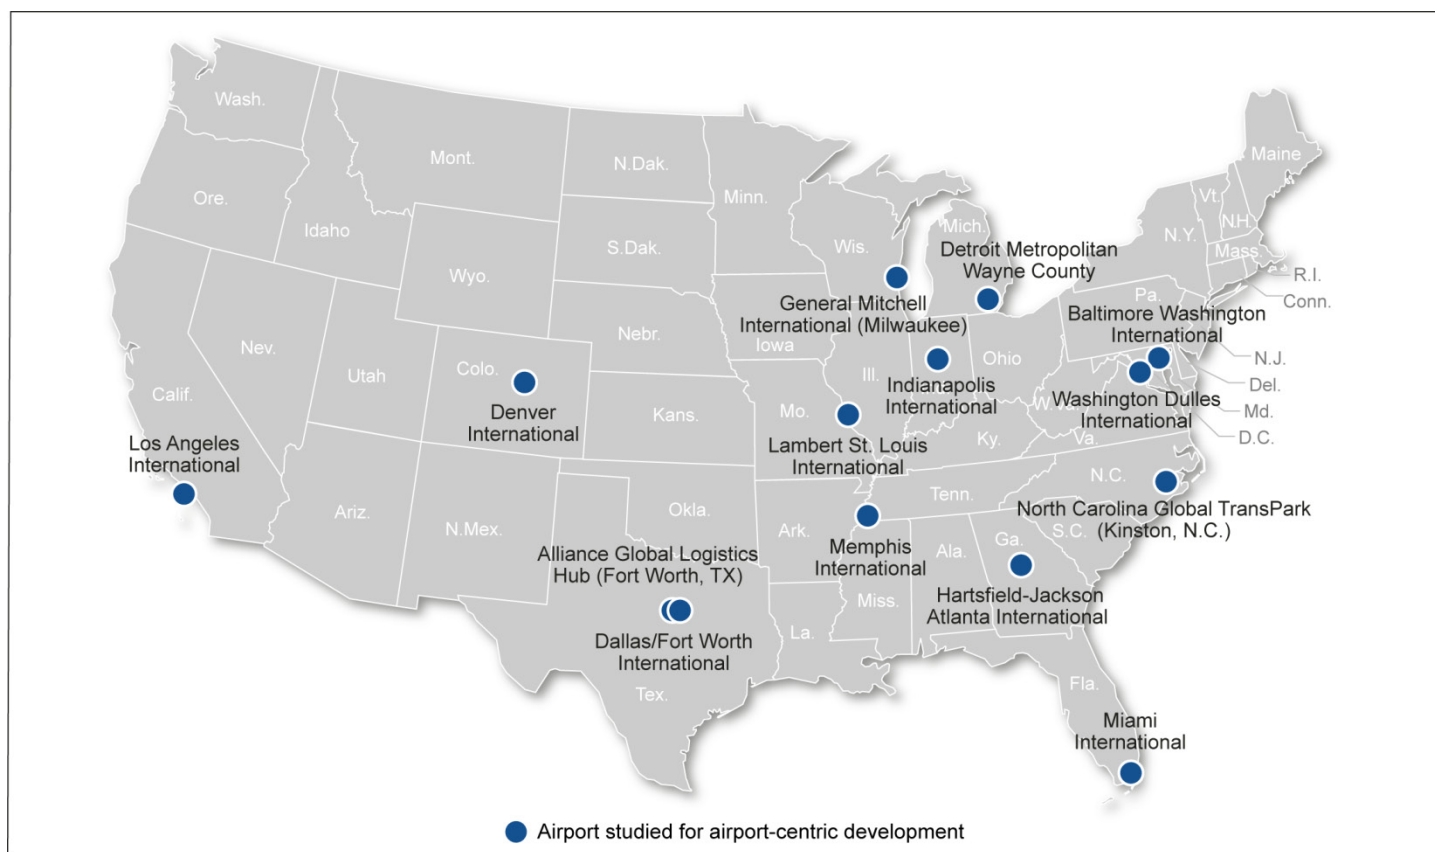 Wash.
Maine
Mont.
N.Dak.
Minn.
Vt.
Ore.
Idaho
S.Dak.
Wis.
Mich.
N.Y.
N.H.
Mass.
Detroit Metropolitan
Wayne County
R.I.
Wyo.
Conn.
General Mitchell
International (Milwaukee)
Pa.
Baltimore Washington
International
Nev.
Nebr.
Iowa
Ohio
N.J.
Utah
Colo.
Ill.
Indianapolis
International
Del.
Calif.
Denver
International
Kans.
Mo.
W.Va.
Washington Dulles
International
Md.
D.C.
Los Angeles
International
Lambert St. Louis
International
Ky.
Va.
N.C.
Ariz.
N.Mex.
Okla.
Ark.
Tenn.
North Carolina Global TransPark
(Kinston, N.C.)
S.C.
Alliance Global Logistics
Hub (Fort Worth, TX)
Memphis
International
Ala.
Ga.
Miss.
Hartsfield-Jackson
Atlanta International
La.
Dallas/Fort Worth
International
Tex.
Fla.
Miami
International
Airport studied for airport-centric development